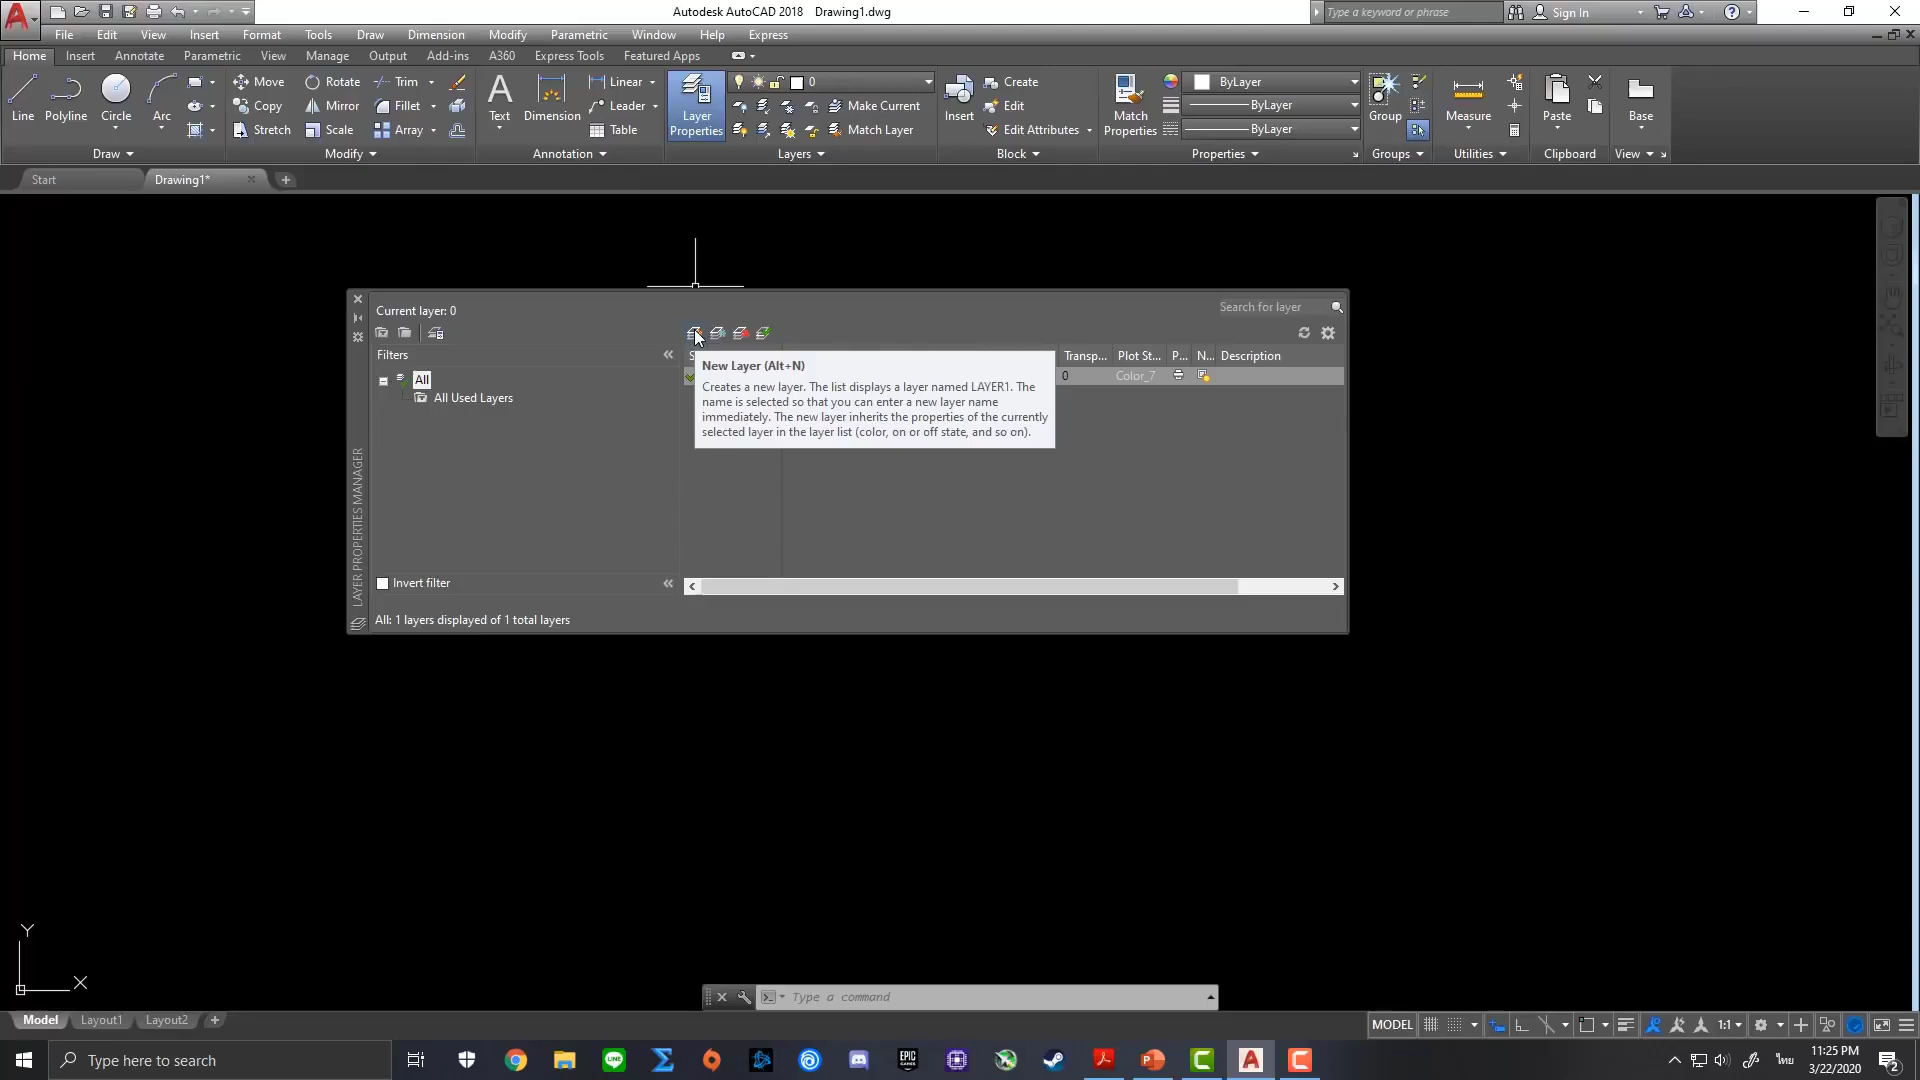 Autodesk AutoCAD 2018 Drawing1.dwg
Type a keyword or phrase
Sign In
File Edit View Insert Format Tools Draw Dimension Modify Parametric Window Help Express
Home Insert Annotate Parametric View Manage Output Add-ins A360 Express Tools Featured Apps
Line Polyline Circle Arc
Move Rotate Trim
Copy Mirror Fillet
Stretch Scale Array
Text Dimension
Linear
Leader
Table
Layer Properties
0
Make Current
Match Layer
Insert
Create
Edit
Edit Attributes
Match Properties
ByLayer
ByLayer
ByLayer
Group
Measure
Paste
Base
Draw Modify Annotation Layers Block Properties Groups Utilities Clipboard View
Start Drawing1*
Current layer: 0
Search for layer
Filters
S
Transp... Plot St... P... N... Description
All
All Used Layers
0 Color_7
New Layer (Alt+N)
Creates a new layer. The list displays a layer named LAYER1. The
name is selected so that you can enter a new layer name
immediately. The new layer inherits the properties of the currently
selected layer in the layer list (color, on or off state, and so on).
LAYER PROPERTIES MANAGER
Invert filter
All: 1 layers displayed of 1 total layers
Y
X
Type a command
Model Layout1 Layout2
MODEL
1:1
Type here to search
EPIC GAMES
ไทย
11:25 PM
3/22/2020
2